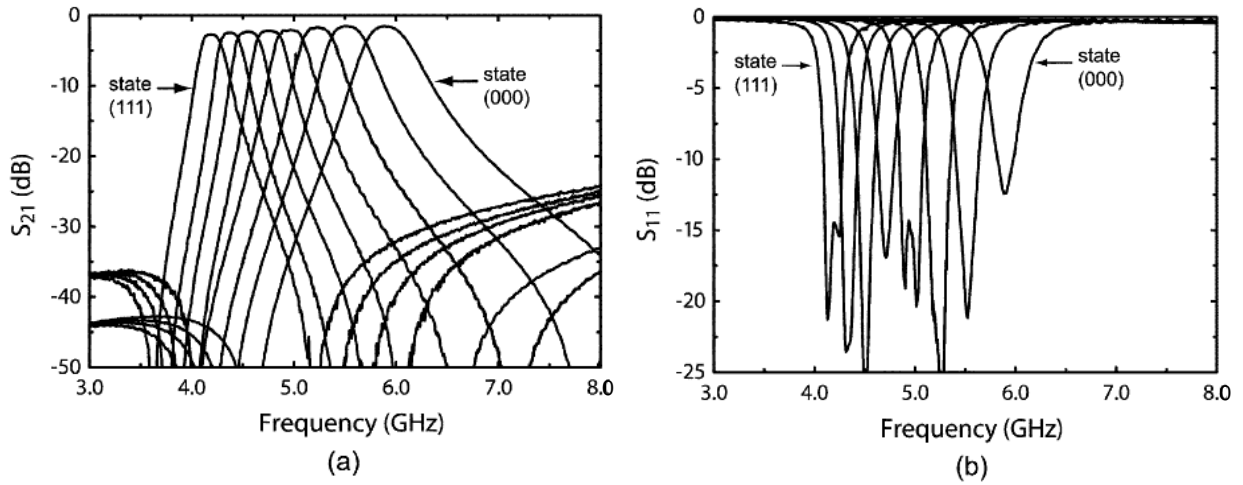 0
-10
-20
-30
-40
-50
S21 (dB)
state
(111)
state
(000)
3.0 4.0 5.0 6.0 7.0 8.0
Frequency (GHz)
(a)
0
-5
-10
-15
-20
-25
S11 (dB)
state
(111)
state
(000)
3.0 4.0 5.0 6.0 7.0 8.0
Frequency (GHz)
(b)